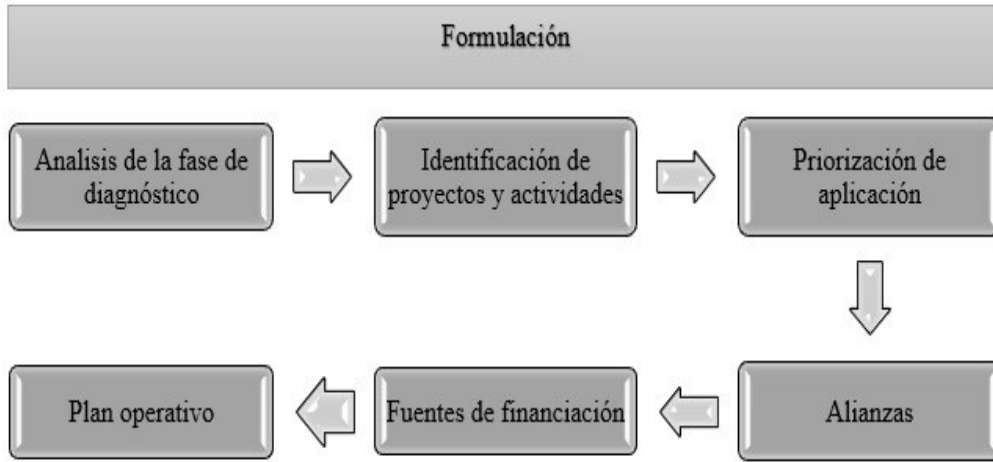 Formulación
Analisis de la fase de
diagnóstico
Identificación de
proyectos y actividades
Priorización de
aplicación
Alianzas
Fuentes de financiación
Plan operativo